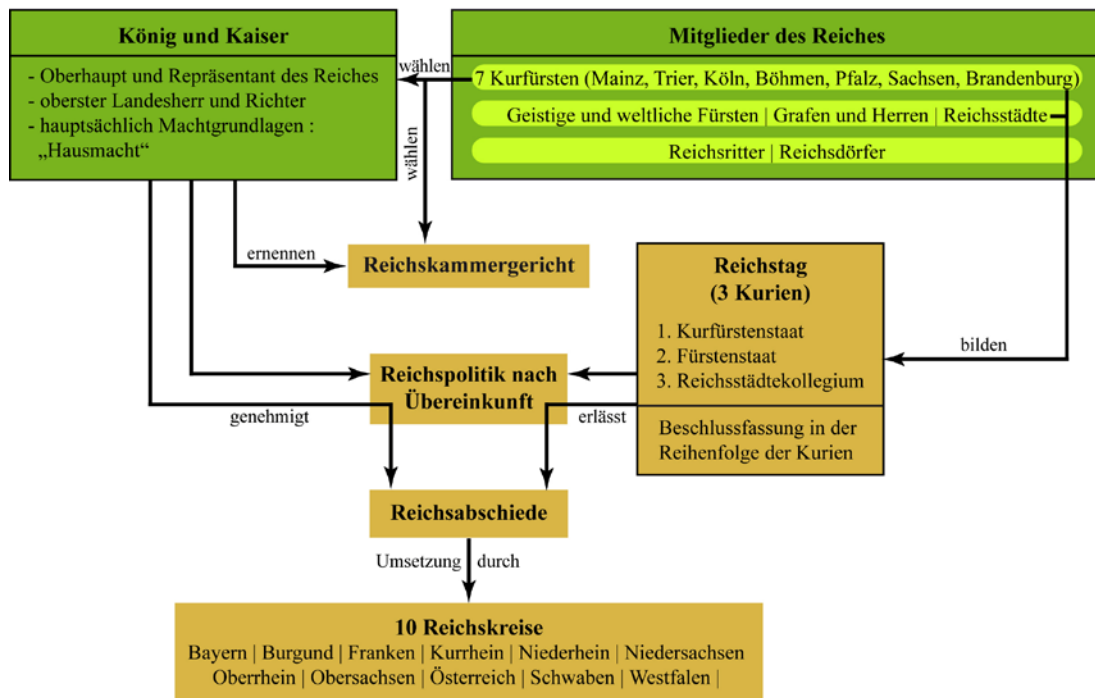 König und Kaiser
- Oberhaupt und Repräsentant des Reiches
- oberster Landesherr und Richter
- hauptsächlich Machtgrundlagen :
„Hausmacht“
wählen
Mitglieder des Reiches
7 Kurfürsten (Mainz, Trier, Köln, Böhmen, Pfalz, Sachsen, Brandenburg)
Geistige und weltliche Fürsten | Grafen und Herren | Reichsstädte
Reichsritter | Reichsdörfer
wählen
ernennen
Reichskammergericht
Reichstag
(3 Kurien)
1. Kurfürstenstaat
2. Fürstenstaat
3. Reichsstädtekollegium
Beschlussfassung in der
Reihenfolge der Kurien
bilden
Reichspolitik nach
Übereinkunft
genehmigt
erlässt
Reichsabschiede
Umsetzung durch
10 Reichskreise
Bayern | Burgund | Franken | Kurrhein | Niederhein | Niedersachsen
Oberrhein | Obersachsen | Österreich | Schwaben | Westfalen |